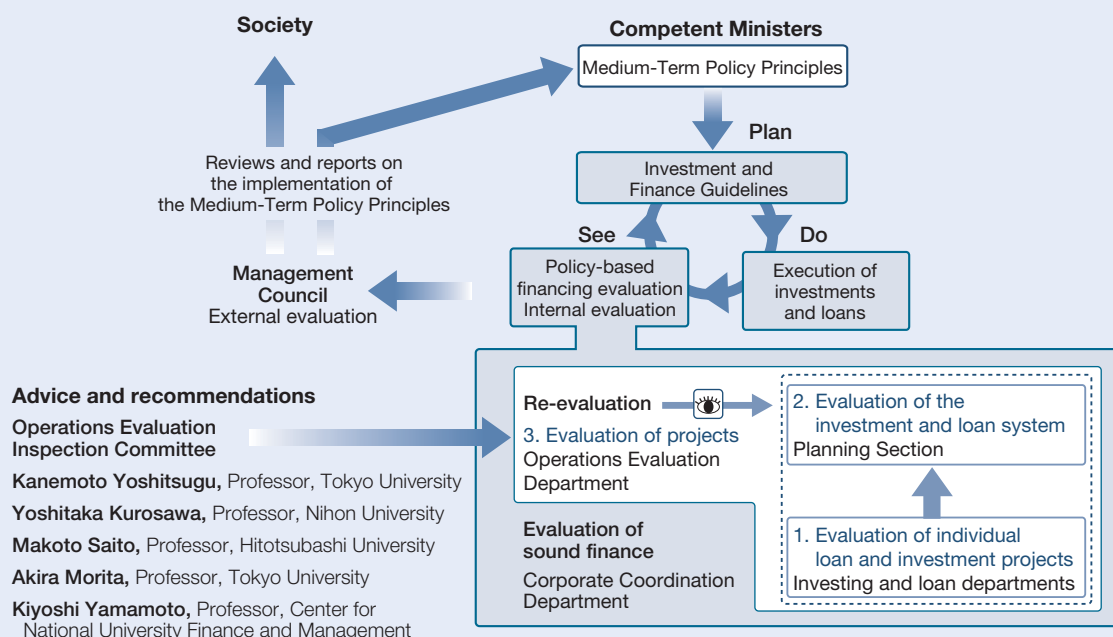 Society
Competent Ministers
Medium-Term Policy Principles
Plan
Reviews and reports on
the implementation of
the Medium-Term Policy Principles
Investment and
Finance Guidelines
See
Do
Management
Council
External evaluation
Policy-based
financing evaluation
Internal evaluation
Execution of
investments
and loans
Advice and recommendations
Operations Evaluation
Inspection Committee
Kanemoto Yoshitsugu, Professor, Tokyo University
Yoshitaka Kurosawa, Professor, Nihon University
Makoto Saito, Professor, Hitotsubashi University
Akira Morita, Professor, Tokyo University
Kiyoshi Yamamoto, Professor, Center for
National University Finance and Management
Re-evaluation
3. Evaluation of projects
Operations Evaluation
Department
2. Evaluation of the
investment and loan system
Planning Section
Evaluation of
sound finance
Corporate Coordination
Department
1. Evaluation of individual
loan and investment projects
Investing and loan departments